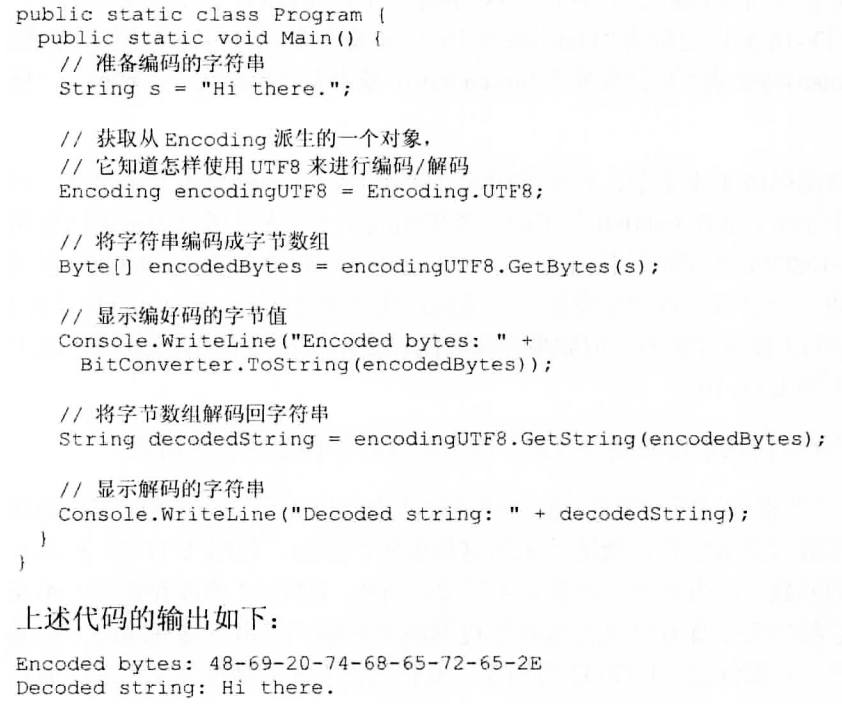 public static class Program {
public static void Main() {
// 准备编码的字符串
String s = "Hi there.";
// 获取从 Encoding 派生的一个对象,
// 它知道怎样使用 UTF8 来进行编码/解码
Encoding encodingUTF8 = Encoding.UTF8;
// 将字符串编码成字节数组
Byte[] encodedBytes = encodingUTF8.GetBytes(s);
// 显示编好码的字节值
Console.WriteLine("Encoded bytes: " +
BitConverter.ToString(encodedBytes));
// 将字节数组解码回字符串
String decodedString = encodingUTF8.GetString(encodedBytes);
// 显示解码的字符串
Console.WriteLine("Decoded string: " + decodedString);
}
}
上述代码的输出如下：
Encoded bytes: 48-69-20-74-68-65-72-65-2E
Decoded string: Hi there.